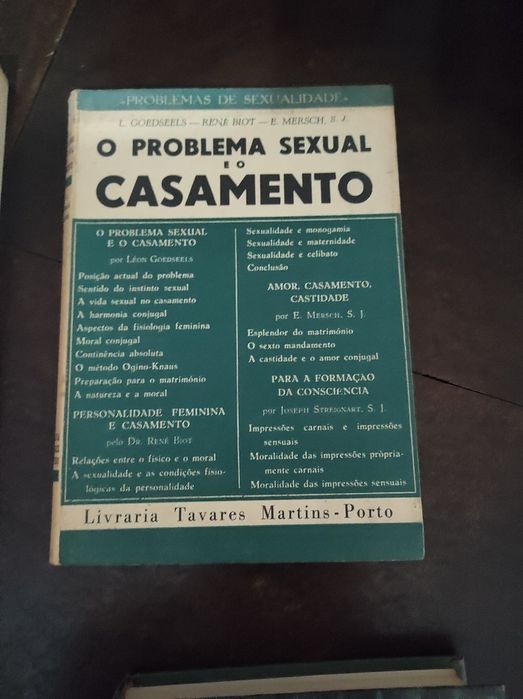 «PROBLEMAS DE SEXUALIDADE»
L. GOEDSEELS — RENÉ BIOT — E. MERSCH, S. J.
O PROBLEMA SEXUAL
E O
CASAMENTO
O PROBLEMA SEXUAL
E O CASAMENTO
por LÉON GOEDSEELS
Posição actual do problema
Sentido do instinto sexual
A vida sexual no casamento
A harmonia conjugal
Aspectos da fisiologia feminina
Moral conjugal
Continência absoluta
O método Ogino-Knaus
Preparação para o matrimónio
A natureza e a moral
PERSONALIDADE FEMININA
E CASAMENTO
pelo DR. RENÉ BIOT
Relações entre o físico e o moral
A sexualidade e as condições fisio-
lógicas da personalidade
Sexualidade e monogamia
Sexualidade e maternidade
Sexualidade e celibato
Conclusão
AMOR, CASAMENTO,
CASTIDADE
por E. MERSCH, S. J.
Esplendor do matrimónio
O sexto mandamento
A castidade e o amor conjugal
PARA A FORMAÇÃO
DA CONSCIÊNCIA
por JOSEPH STREIGNART, S. J.
Impressões carnais e impressões
sensuais
Moralidade das impressões pròpria-
mente carnais
Moralidade das impressões sensuais
Livraria Tavares Martins - Porto